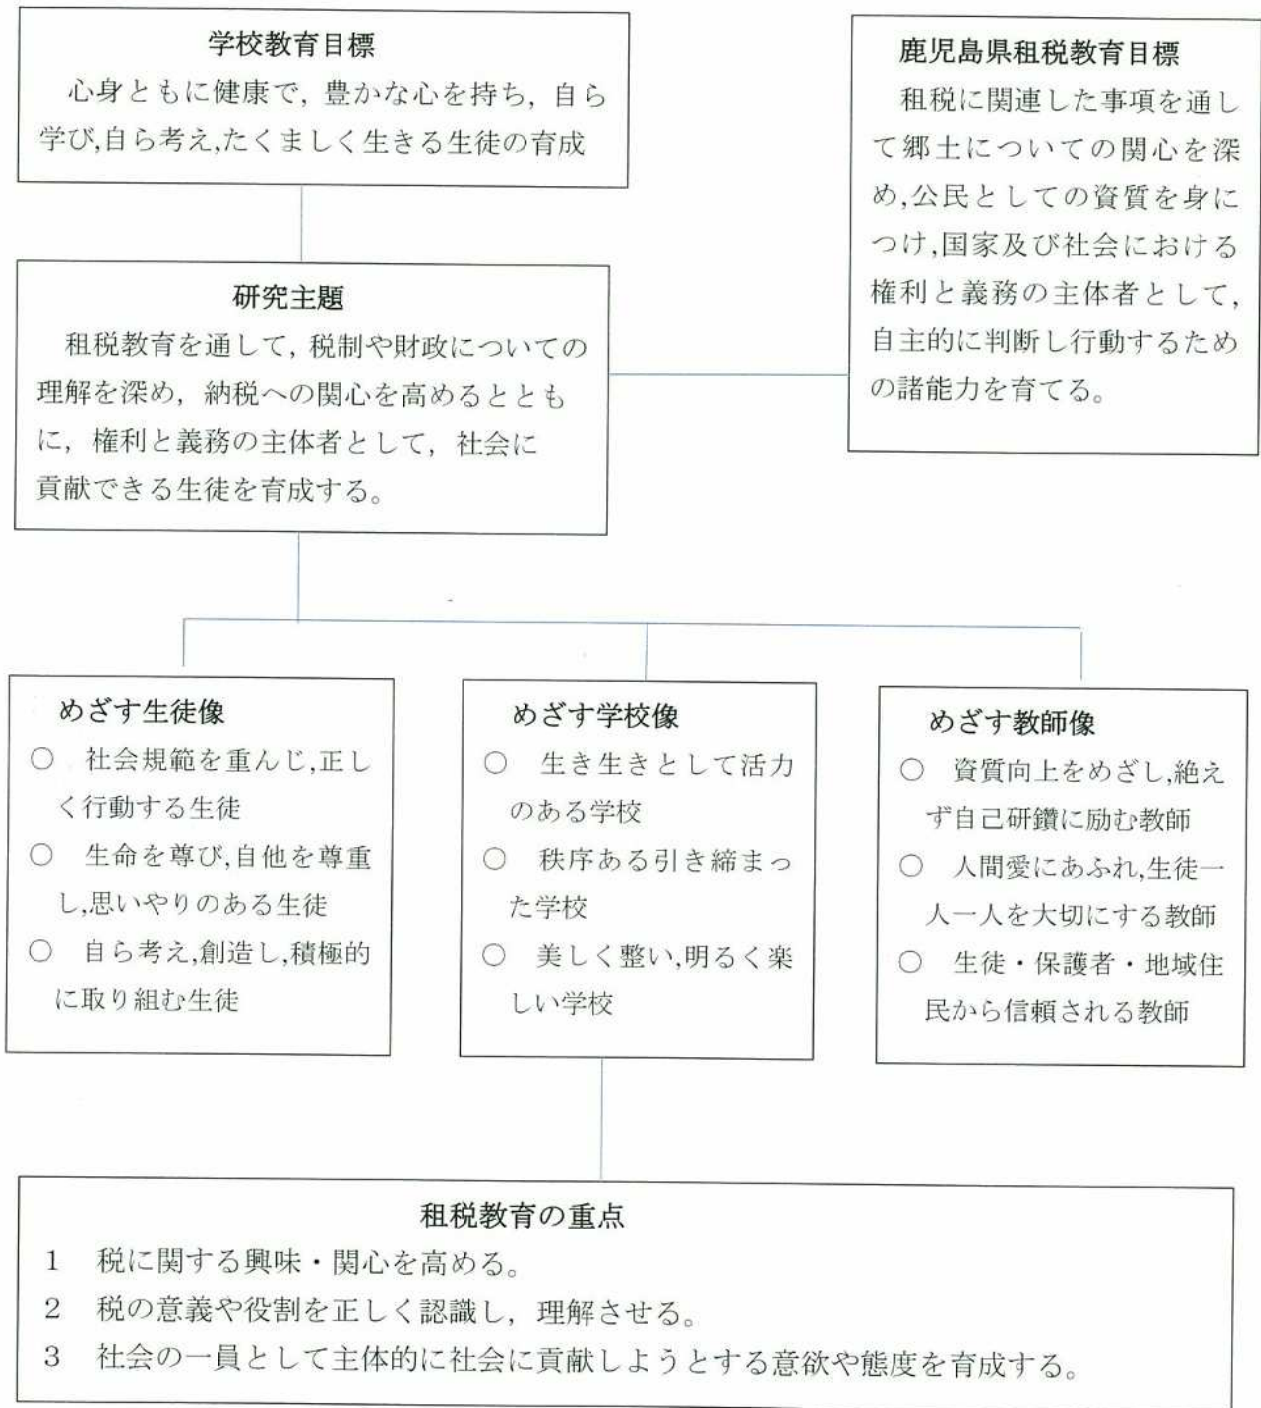 学校教育目標
心身ともに健康で，豊かな心を持ち，自ら
学び,自ら考え,たくましく生きる生徒の育成
鹿児島県租税教育目標
租税に関連した事項を通し
て郷土についての関心を深
め,公民としての資質を身に
つけ,国家及び社会における
権利と義務の主体者として,
自主的に判断し行動するため
の諸能力を育てる。
研究主題
租税教育を通して，税制や財政についての
理解を深め，納税への関心を高めるととも
に，権利と義務の主体者として，社会に
貢献できる生徒を育成する。
めざす生徒像
○　社会規範を重んじ,正し
く行動する生徒
○　生命を尊び,自他を尊重
し,思いやりのある生徒
○　自ら考え,創造し,積極的
に取り組む生徒
めざす学校像
○　生き生きとして活力
のある学校
○　秩序ある引き締まっ
た学校
○　美しく整い,明るく楽
しい学校
めざす教師像
○　資質向上をめざし,絶え
ず自己研鑽に励む教師
○　人間愛にあふれ,生徒一
人一人を大切にする教師
○　生徒・保護者・地域住
民から信頼される教師
租税教育の重点
1　税に関する興味・関心を高める。
2　税の意義や役割を正しく認識し，理解させる。
3　社会の一員として主体的に社会に貢献しようとする意欲や態度を育成する。